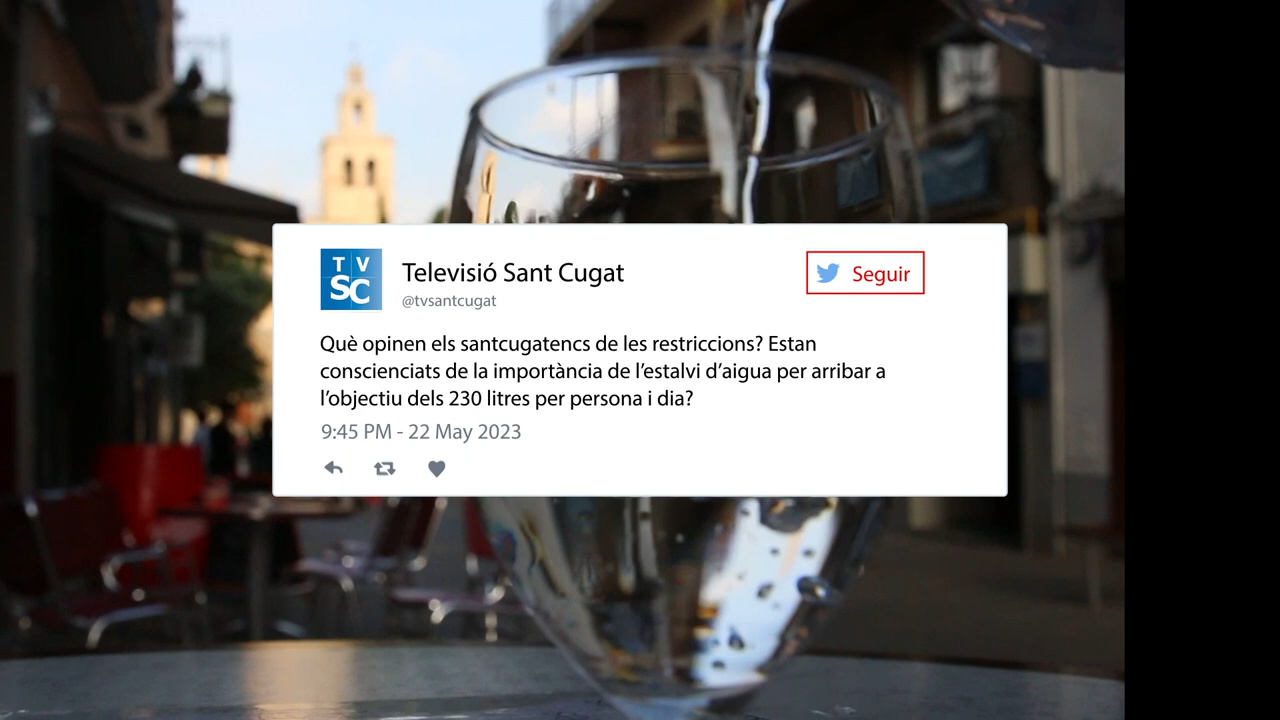 TV
SC
Televisió Sant Cugat
@tvsantcugat
Seguir
Què opinen els santcugatencs de les restriccions? Estan
conscienciats de la importància de l’estalvi d’aigua per arribar a
l’objectiu dels 230 litres per persona i dia?
9:45 PM - 22 May 2023